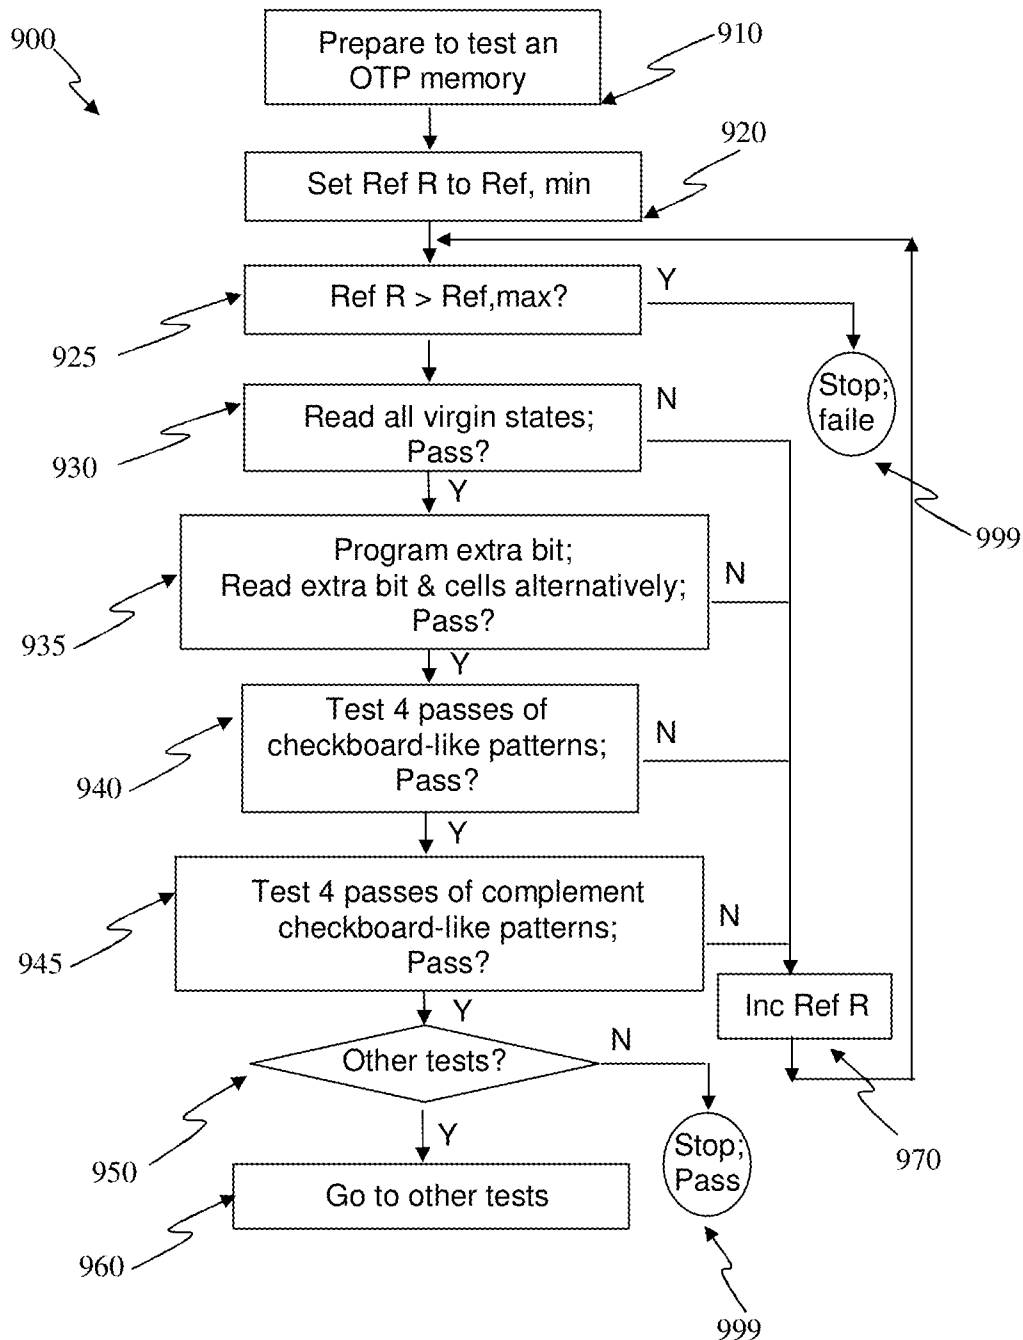 900
Prepare to test an
OTP memory
910
920
Set Ref R to Ref, min
Ref R > Ref,max?
Y
925
Stop;
faile
Read all virgin states;
Pass?
N
930
Y
999
Program extra bit;
Read extra bit & cells alternatively;
Pass?
N
935
Y
Test 4 passes of
checkboard-like patterns;
Pass?
N
940
Y
Test 4 passes of complement
checkboard-like patterns;
Pass?
N
945
Inc Ref R
Y
Other tests?
N
950
Y
Stop;
Pass
970
Go to other tests
960
999